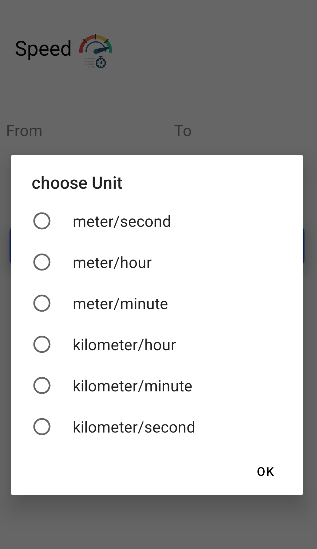 Speed
From To
choose Unit
meter/second
meter/hour
meter/minute
kilometer/hour
kilometer/minute
kilometer/second
OK